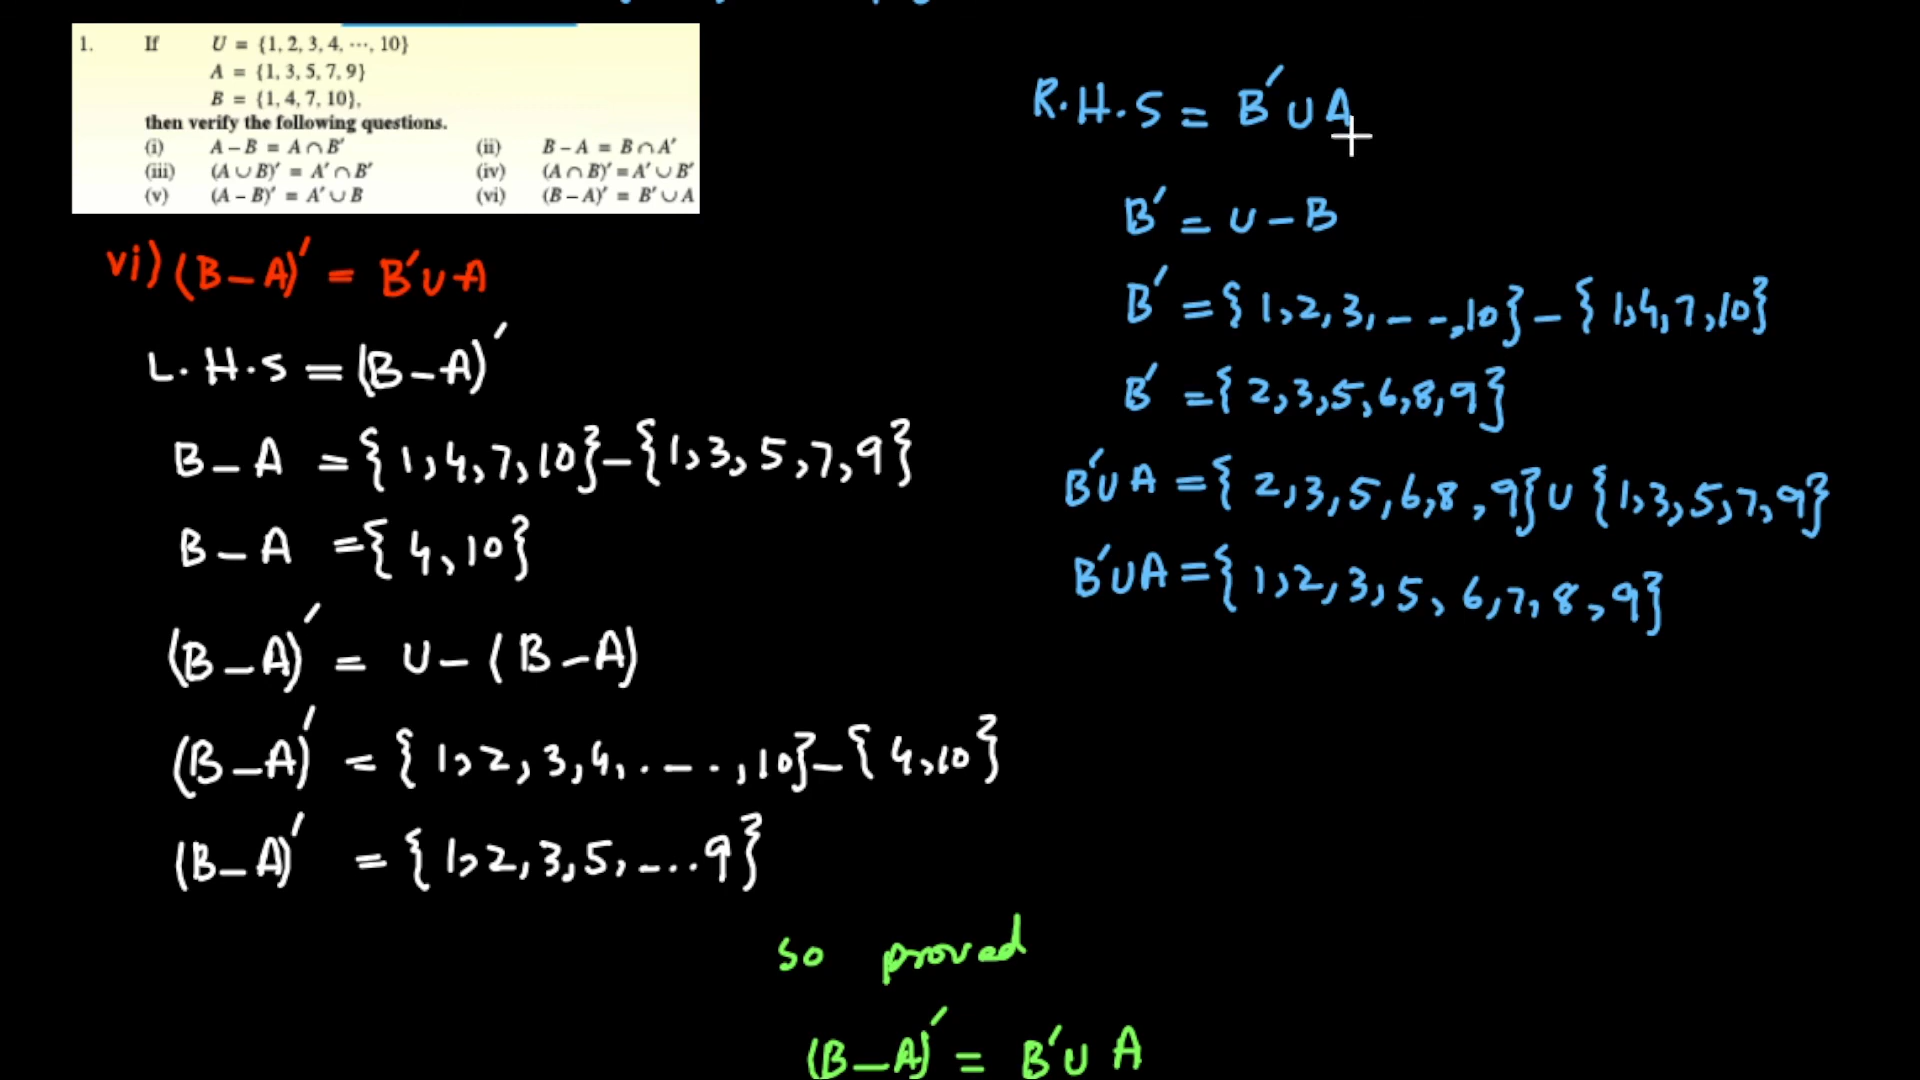 1. If U = {1, 2, 3, 4, ⋯, 10}
A = {1, 3, 5, 7, 9}
B = {1, 4, 7, 10},
then verify the following questions.
(i) A – B = A ∩ B′ (ii) B – A = B ∩ A′
(iii) (A ∪ B)′ = A′ ∩ B′ (iv) (A ∩ B)′ = A′ ∪ B′
(v) (A – B)′ = A′ ∪ B (vi) (B – A)′ = B′ ∪ A
vi) (B – A)′ = B′ ∪ A
L.H.S = (B – A)′
B – A = {1, 4, 7, 10} – {1, 3, 5, 7, 9}
B – A = {4, 10}
(B – A)′ = U – (B – A)
(B – A)′ = {1, 2, 3, 4, . – – . , 10} – {4, 10}
(B – A)′ = {1, 2, 3, 5, – . . . 9}
R.H.S = B′ ∪ A
B′ = U – B
B′ = {1, 2, 3, – – , 10} – {1, 4, 7, 10}
B′ = {2, 3, 5, 6, 8, 9}
B′ ∪ A = {2, 3, 5, 6, 8, 9} ∪ {1, 3, 5, 7, 9}
B′ ∪ A = {1, 2, 3, 5, 6, 7, 8, 9}
so proved
(B – A)′ = B′ ∪ A